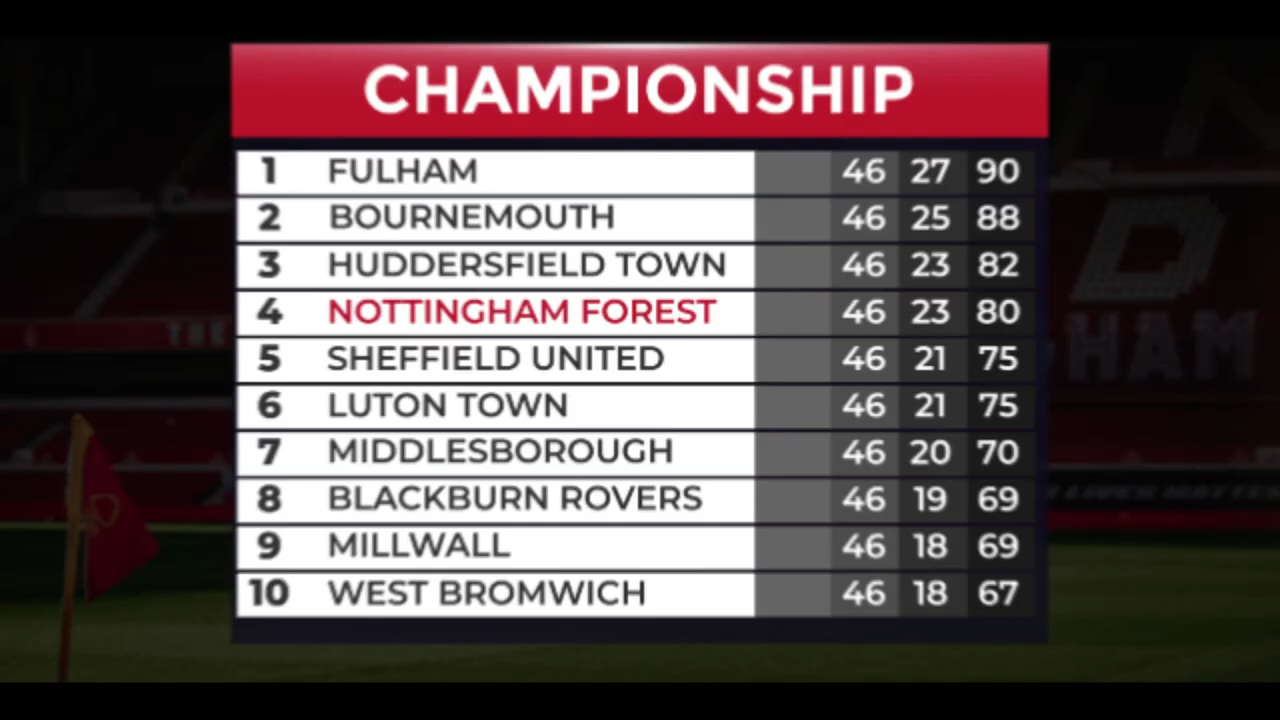 CHAMPIONSHIP
1 FULHAM 46 27 90
2 BOURNEMOUTH 46 25 88
3 HUDDERSFIELD TOWN 46 23 82
4 NOTTINGHAM FOREST 46 23 80
5 SHEFFIELD UNITED 46 21 75
6 LUTON TOWN 46 21 75
7 MIDDLESBOROUGH 46 20 70
8 BLACKBURN ROVERS 46 19 69
9 MILLWALL 46 18 69
10 WEST BROMWICH 46 18 67
D
THE
GHAM